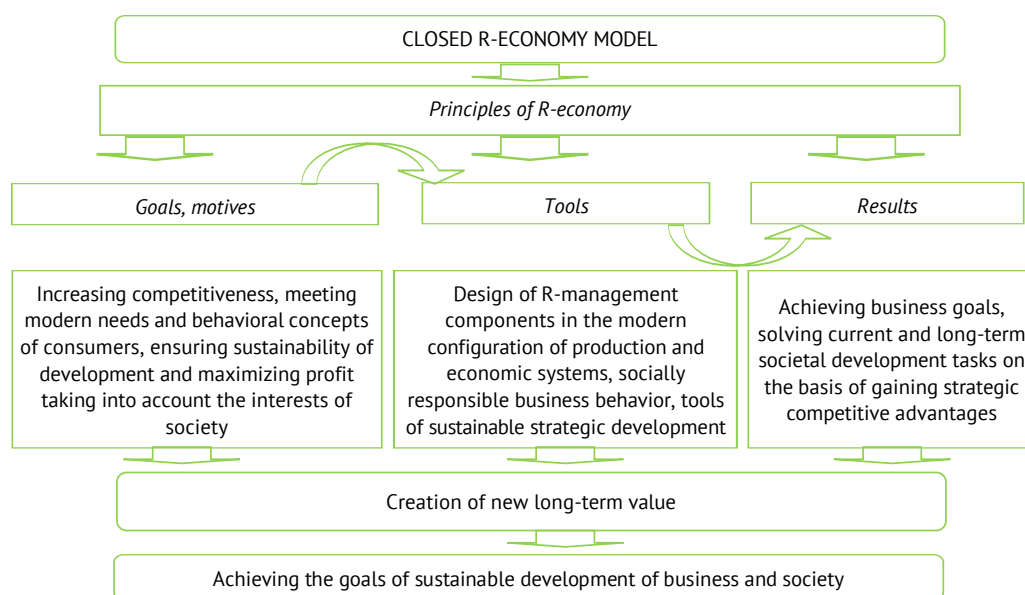 CLOSED R-ECONOMY MODEL
Principles of R-economy
Goals, motives
Tools
Results
Increasing competitiveness, meeting
modern needs and behavioral concepts
of consumers, ensuring sustainability of
development and maximizing profit
taking into account the interests of
society
Design of R-management
components in the modern
configuration of production and
economic systems, socially
responsible business behavior, tools
of sustainable strategic development
Achieving business goals,
solving current and long-term
societal development tasks on
the basis of gaining strategic
competitive advantages
Creation of new long-term value
Achieving the goals of sustainable development of business and society